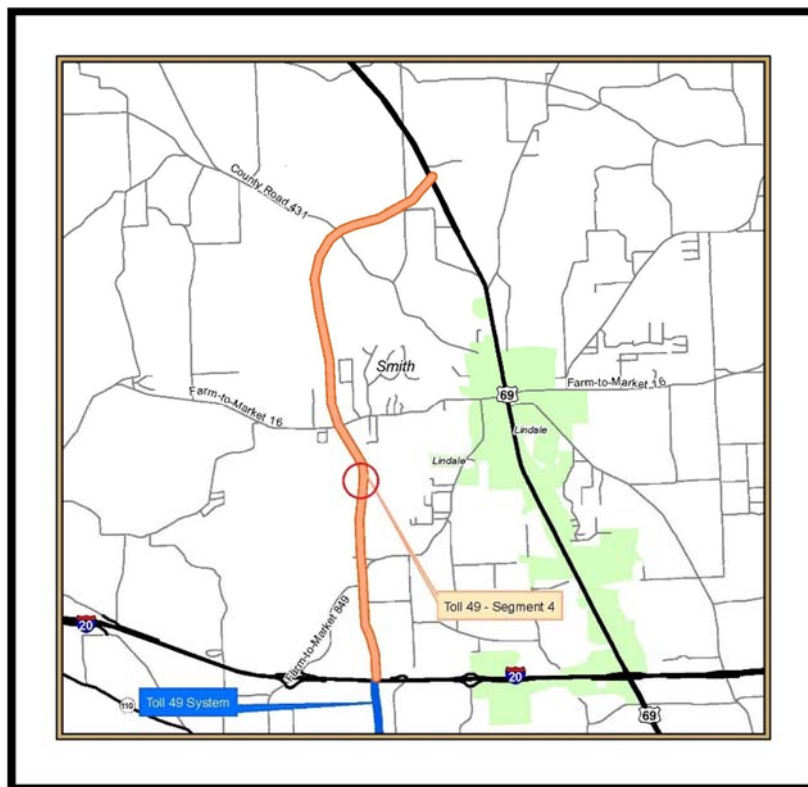 County Road 431
Smith
Farm-to-Market 16
Farm-to-Market 16
69
Lindale
Lindale
Toll 49 - Segment 4
Farm-to-Market 849
20
20
Toll 49 System
110
69